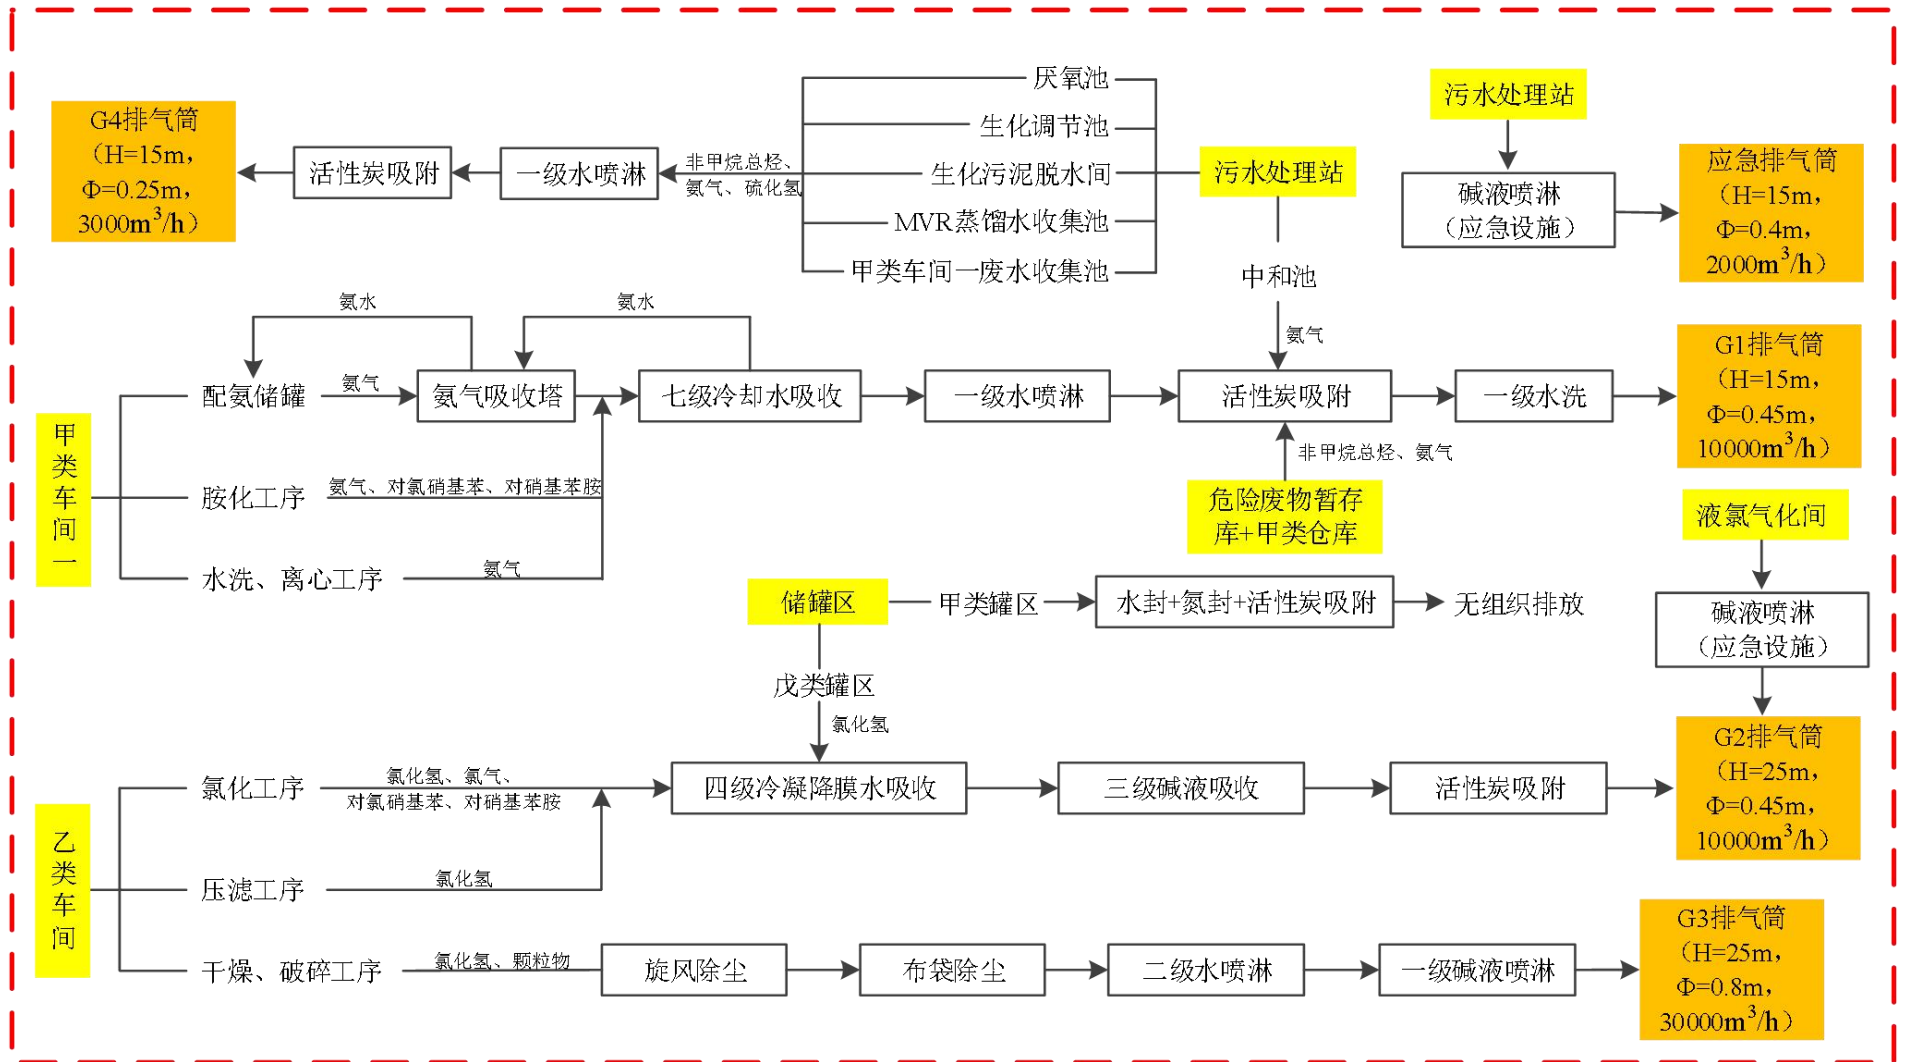 G4排气筒
（H=15m，
Φ=0.25m，
3000m³/h）
活性炭吸附
一级水喷淋
非甲烷总烃、
氨气、硫化氢
厌氧池
生化调节池
生化污泥脱水间
MVR蒸馏水收集池
甲类车间一废水收集池
污水处理站
中和池
氨气
污水处理站
碱液喷淋
（应急设施）
应急排气筒
（H=15m，
Φ=0.4m，
2000m³/h）
甲类车间一
氨水
氨水
配氨储罐
氨气
氨气吸收塔
七级冷却水吸收
一级水喷淋
活性炭吸附
一级水洗
G1排气筒
（H=15m，
Φ=0.45m，
10000m³/h）
胺化工序
氨气、对氯硝基苯、对硝基苯胺
水洗、离心工序
氨气
非甲烷总烃、氨气
危险废物暂存
库+甲类仓库
储罐区
甲类罐区
水封+氮封+活性炭吸附
无组织排放
戊类罐区
氯化氢
液氯气化间
碱液喷淋
（应急设施）
乙类车间
氯化工序
氯化氢、氯气、
对氯硝基苯、对硝基苯胺
四级冷凝降膜水吸收
三级碱液吸收
活性炭吸附
G2排气筒
（H=25m，
Φ=0.45m，
10000m³/h）
压滤工序
氯化氢
干燥、破碎工序
氯化氢、颗粒物
旋风除尘
布袋除尘
二级水喷淋
一级碱液喷淋
G3排气筒
（H=25m，
Φ=0.8m，
30000m³/h）